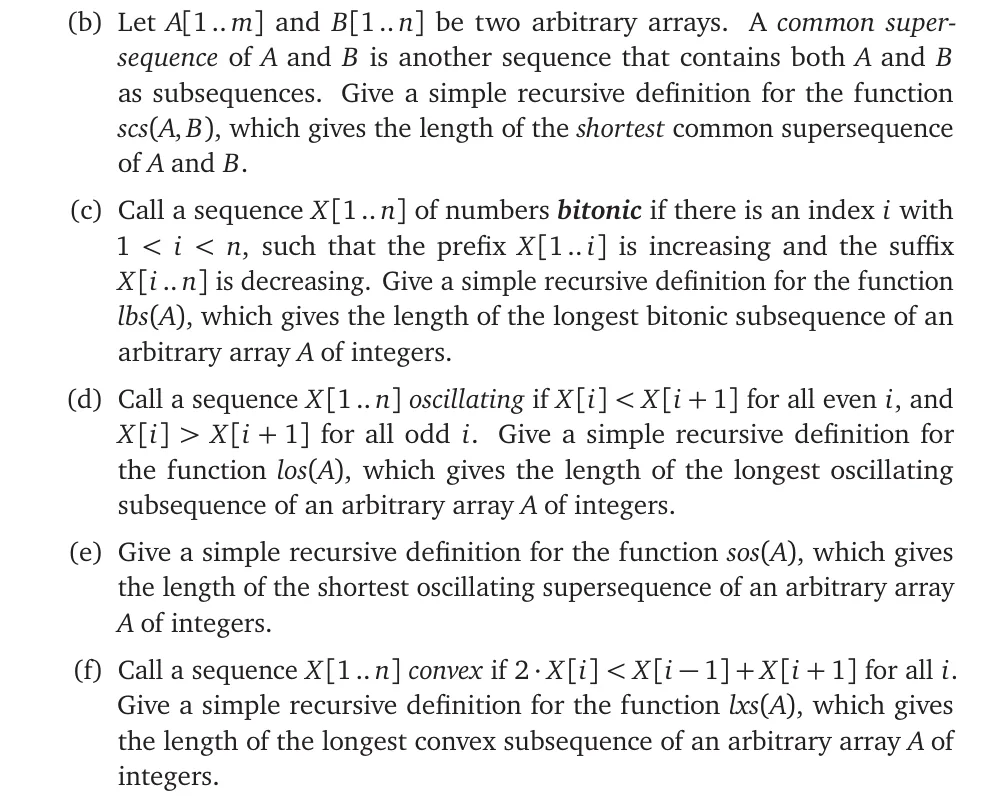 (b) Let A[1 .. m] and B[1 .. n] be two arbitrary arrays. A common super-
sequence of A and B is another sequence that contains both A and B
as subsequences. Give a simple recursive definition for the function
scs(A, B), which gives the length of the shortest common supersequence
of A and B.
(c) Call a sequence X[1 .. n] of numbers bitonic if there is an index i with
1 < i < n, such that the prefix X[1 .. i] is increasing and the suffix
X[i .. n] is decreasing. Give a simple recursive definition for the function
lbs(A), which gives the length of the longest bitonic subsequence of an
arbitrary array A of integers.
(d) Call a sequence X[1 .. n] oscillating if X[i] < X[i + 1] for all even i, and
X[i] > X[i + 1] for all odd i. Give a simple recursive definition for
the function los(A), which gives the length of the longest oscillating
subsequence of an arbitrary array A of integers.
(e) Give a simple recursive definition for the function sos(A), which gives
the length of the shortest oscillating supersequence of an arbitrary array
A of integers.
(f) Call a sequence X[1 .. n] convex if 2 · X[i] < X[i − 1] + X[i + 1] for all i.
Give a simple recursive definition for the function lxs(A), which gives
the length of the longest convex subsequence of an arbitrary array A of
integers.